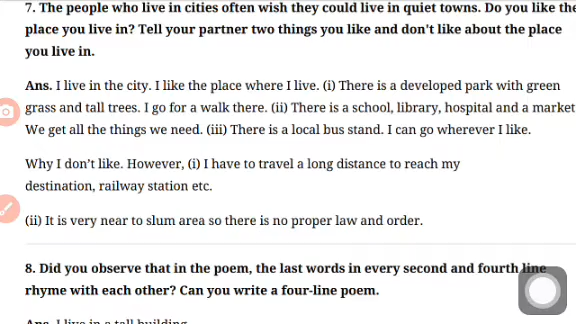 7. The people who live in cities often wish they could live in quiet towns. Do you like the
place you live in? Tell your partner two things you like and don't like about the place
you live in.
Ans. I live in the city. I like the place where I live. (i) There is a developed park with green
grass and tall trees. I go for a walk there. (ii) There is a school, library, hospital and a market
We get all the things we need. (iii) There is a local bus stand. I can go wherever I like.
Why I don't like. However, (i) I have to travel a long distance to reach my
destination, railway station etc.
(ii) It is very near to slum area so there is no proper law and order.
8. Did you observe that in the poem, the last words in every second and fourth line
rhyme with each other? Can you write a four-line poem.
Ans. I live in a tall building